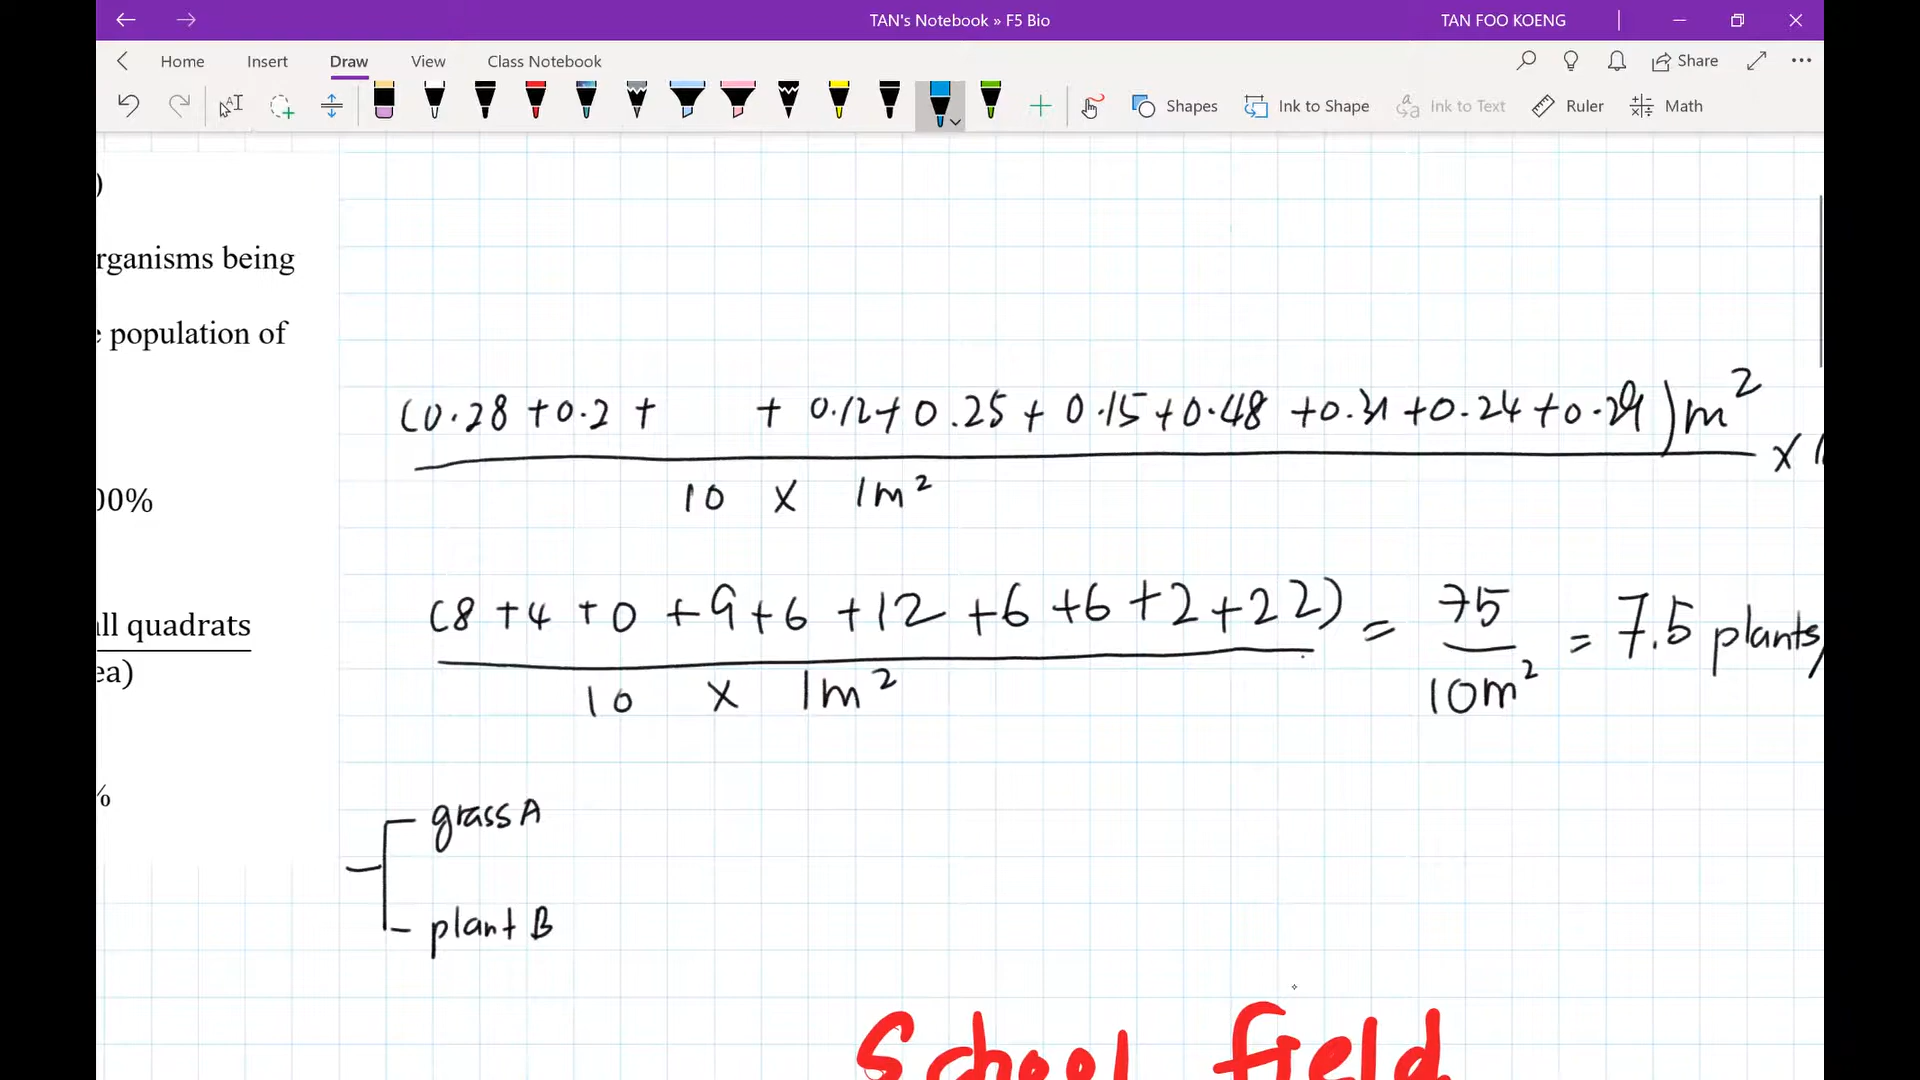 TAN's Notebook » F5 Bio
TAN FOO KOENG
Home Insert Draw View Class Notebook
Share
Shapes Ink to Shape Ink to Text Ruler Math
)
rganisms being
e population of
(0.28 + 0.2 + + 0.12 + 0.25 + 0.15 + 0.48 + 0.31 + 0.24 + 0.29) m²
x 1
10 x 1m²
00%
(8 + 4 + 0 + 9 + 6 + 12 + 6 + 6 + 2 + 22) = 75 = 7.5 plants/
10 x 1m² 10m²
ll quadrats
ea)
%
grass A
plant B
School field